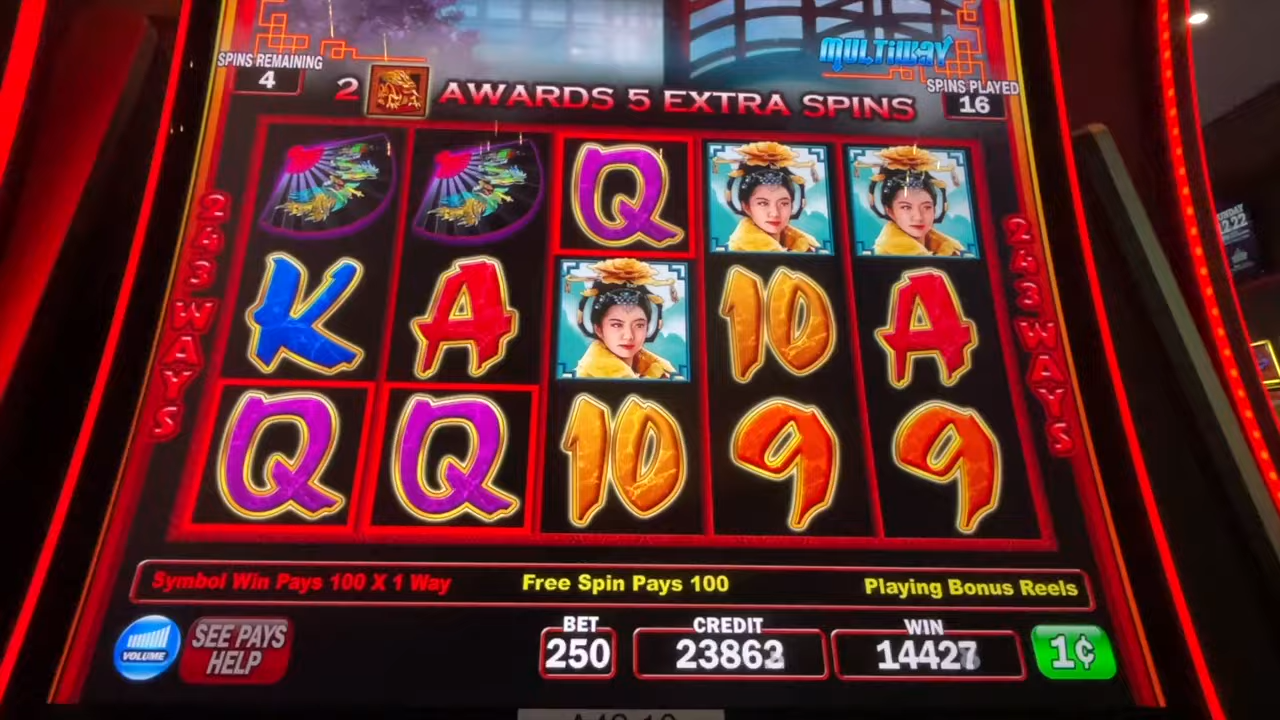 MULTIWAY
SPINS REMAINING
4
2 AWARDS 5 EXTRA SPINS
SPINS PLAYED
16
Q
243 WAYS
K A 10 A
243 WAYS
Q Q 10 9 9
Symbol Win Pays 100 X 1 Way
Free Spin Pays 100
Playing Bonus Reels
VOLUME
SEE PAYS
HELP
BET
250
CREDIT
23863
WIN
14427
1¢